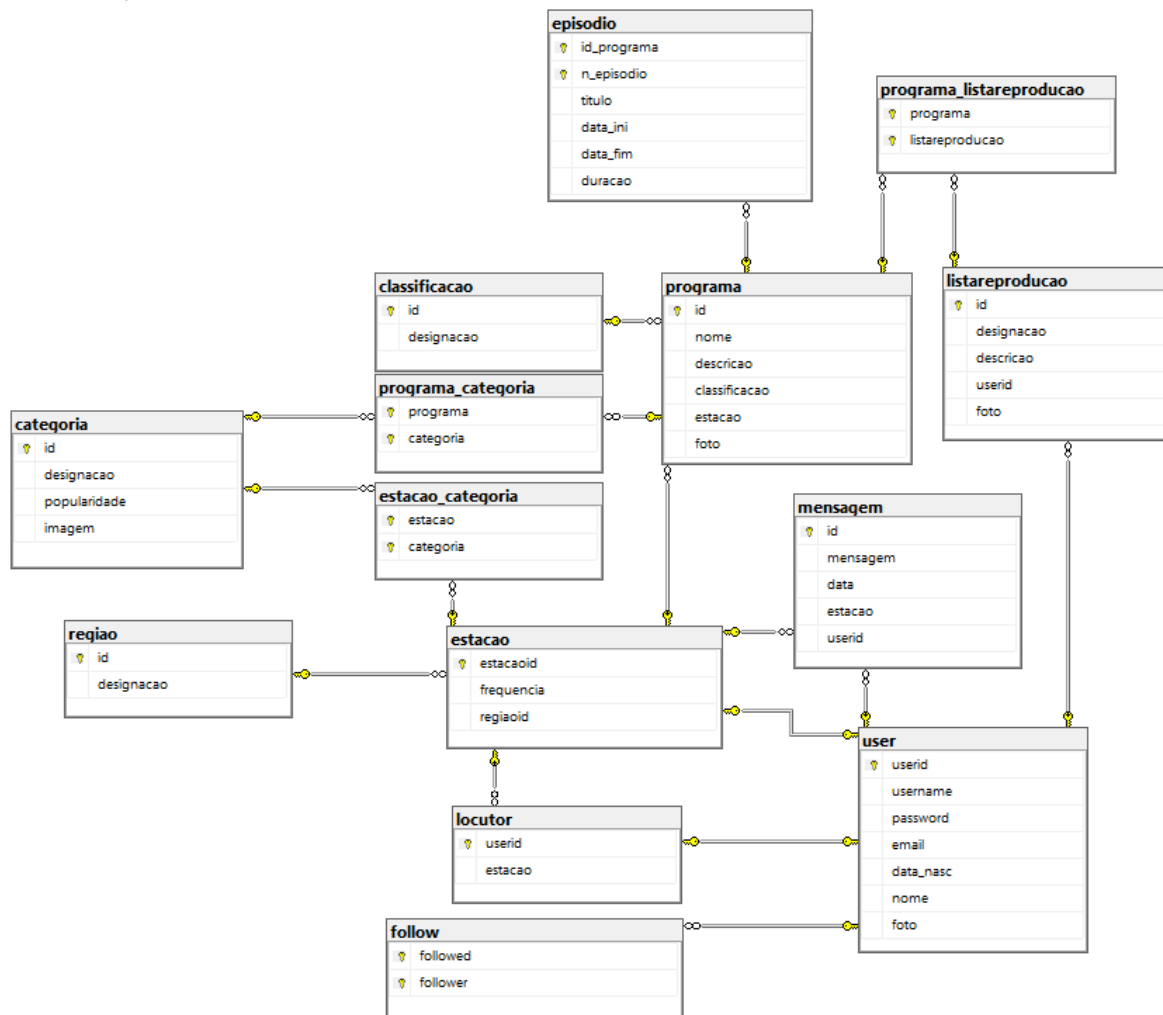 episodio
id_programa
n_episodio
titulo
data_ini
data_fim
duracao
programa_listareproducao
programa
listareproducao
classificacao
id
designacao
programa
id
nome
descricao
classificacao
estacao
foto
listareproducao
id
designacao
descricao
userid
foto
programa_categoria
programa
categoria
categoria
id
designacao
popularidade
imagem
estacao_categoria
estacao
categoria
mensagem
id
mensagem
data
estacao
userid
regiao
id
designacao
estacao
estacaoid
frequencia
regiaoid
user
userid
username
password
email
data_nasc
nome
foto
locutor
userid
estacao
follow
followed
follower